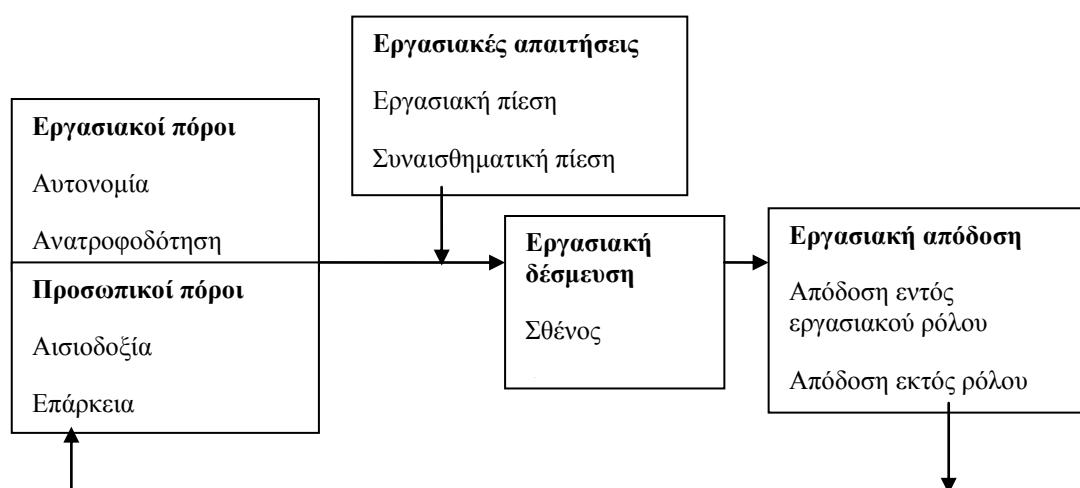 Εργασιακές απαιτήσεις
Εργασιακή πίεση
Συναισθηματική πίεση
Εργασιακοί πόροι
Αυτονομία
Ανατροφοδότηση
Προσωπικοί πόροι
Αισιοδοξία
Επάρκεια
Εργασιακή
δέσμευση
Σθένος
Εργασιακή απόδοση
Απόδοση εντός
εργασιακού ρόλου
Απόδοση εκτός ρόλου